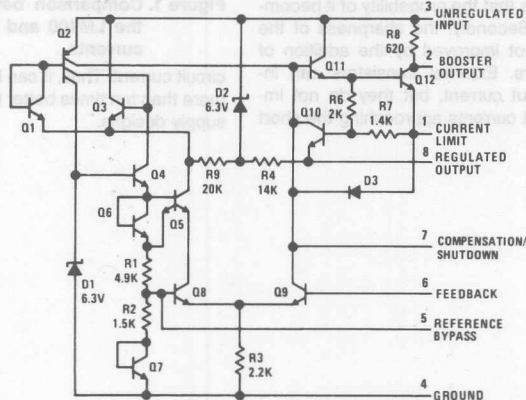 3 UNREGULATED INPUT
R8 620
2 BOOSTER OUTPUT
Q2
Q11
Q12
D2 6.3V
R6 2K
Q10
R7 1.4K
1 CURRENT LIMIT
Q1
Q3
8 REGULATED OUTPUT
R9 20K
R4 14K
Q4
D3
Q6
Q5
7 COMPENSATION/ SHUTDOWN
R1 4.9K
D1 6.3V
Q8
Q9
6 FEEDBACK
R2 1.5K
5 REFERENCE BYPASS
Q7
R3 2.2K
4 GROUND